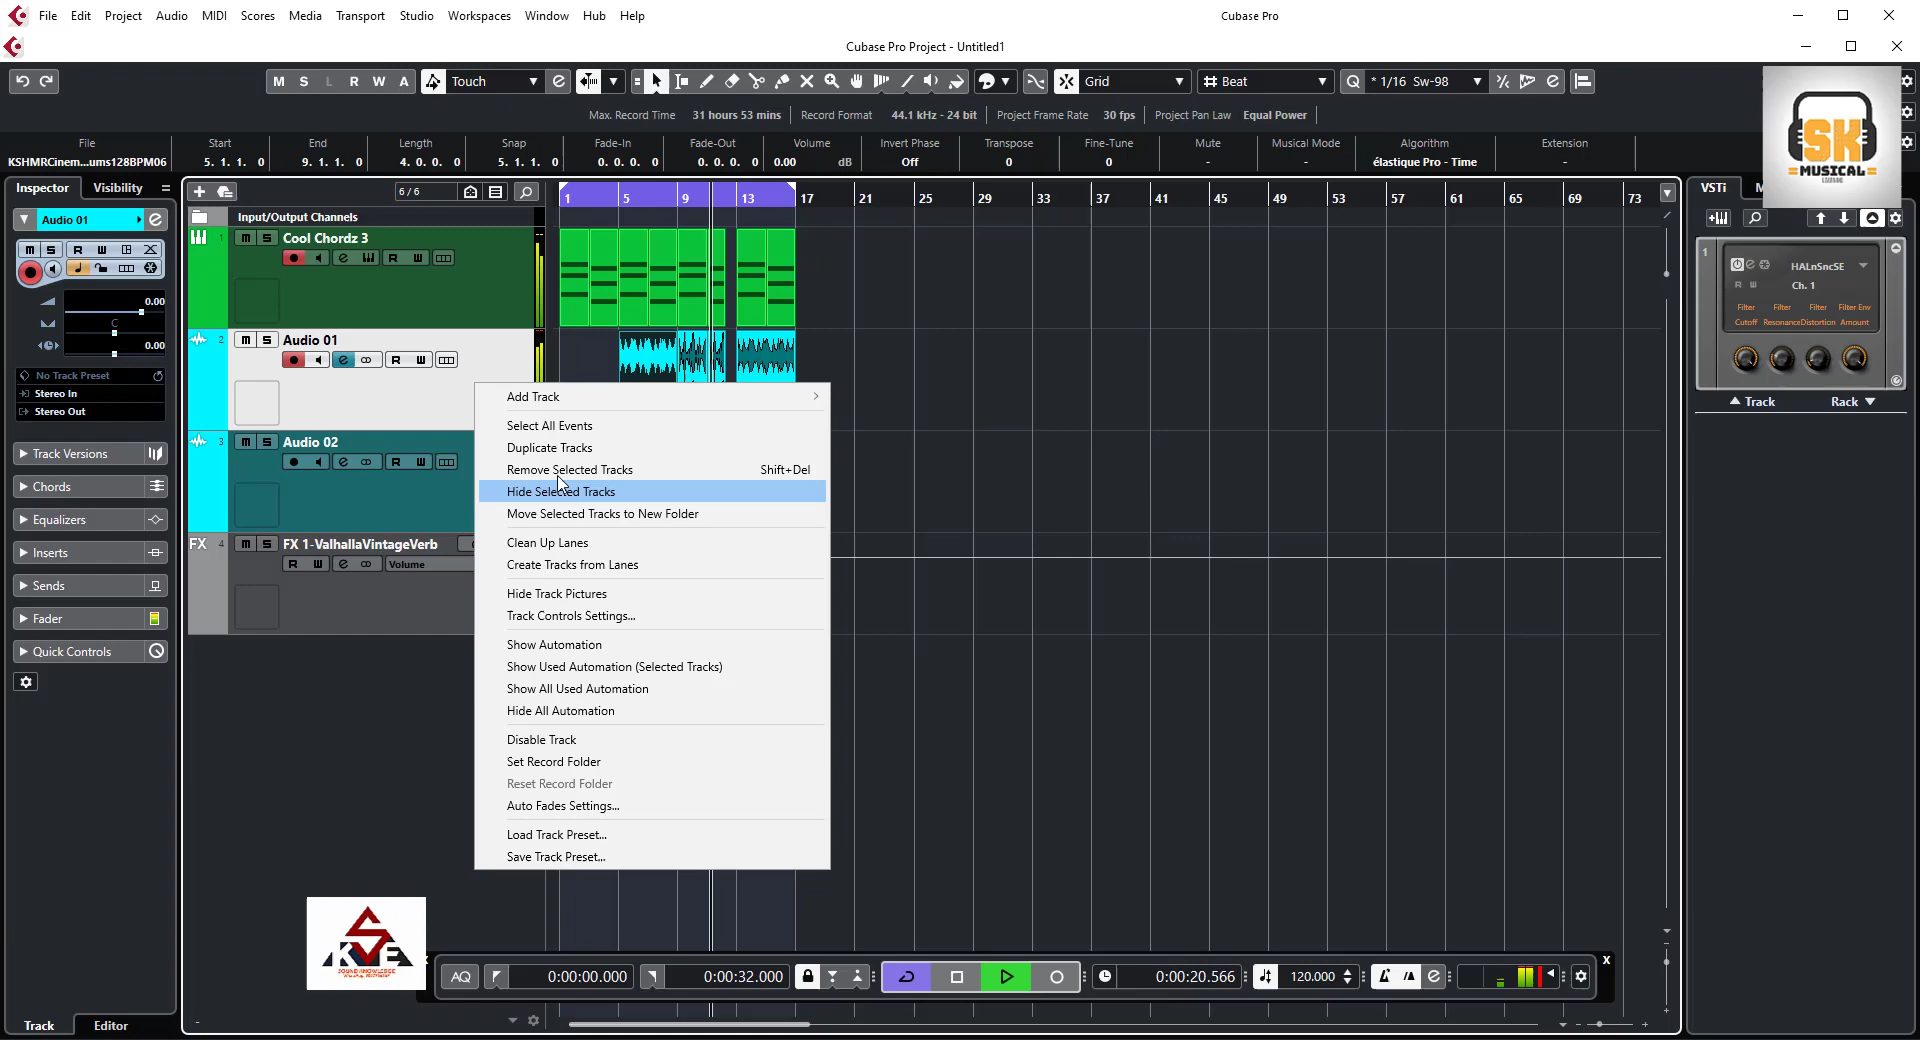 File Edit Project Audio MIDI Scores Media Transport Studio Workspaces Window Hub Help
Cubase Pro
Cubase Pro Project - Untitled1
M S L R W A Touch Grid Beat Q * 1/16 Sw-98
Max. Record Time 31 hours 53 mins Record Format 44.1 kHz - 24 bit Project Frame Rate 30 fps Project Pan Law Equal Power
File Start End Length Snap Fade-In Fade-Out Volume Invert Phase Transpose Fine-Tune Mute Musical Mode Algorithm Extension
KSHMRCinem...ums128BPM06 5. 1. 1. 0 9. 1. 1. 0 4. 0. 0. 0 5. 1. 1. 0 0. 0. 0. 0 0. 0. 0. 0 0.00 dB Off 0 0 - - élastique Pro - Time -
SK
MUSICAL
Inspector Visibility
6 / 6
1 5 9 13 17 21 25 29 33 37 41 45 49 53 57 61 65 69 73
VSTi
Audio 01
Input/Output Channels
1 m S Cool Chordz 3
R W
m S R W
0.00
C
0.00
No Track Preset
Stereo In
Stereo Out
2 m S Audio 01
R W
3 m S Audio 02
R W
FX 4 m S FX 1-ValhallaVintageVerb
R W Volume
Track Versions
Chords
Equalizers
Inserts
Sends
Fader
Quick Controls
Add Track
Select All Events
Duplicate Tracks
Remove Selected Tracks Shift+Del
Hide Selected Tracks
Move Selected Tracks to New Folder
Clean Up Lanes
Create Tracks from Lanes
Hide Track Pictures
Track Controls Settings...
Show Automation
Show Used Automation (Selected Tracks)
Show All Used Automation
Hide All Automation
Disable Track
Set Record Folder
Reset Record Folder
Auto Fades Settings...
Load Track Preset...
Save Track Preset...
1 HALnSncSE
R W Ch. 1
Filter Filter Filter Filter Env
Cutoff Resonance Distortion Amount
Track Rack
SKVE
SOUND KNOWLEDGE
AQ 0:00:00.000 0:00:32.000 0:00:20.566 120.000
X
Track Editor